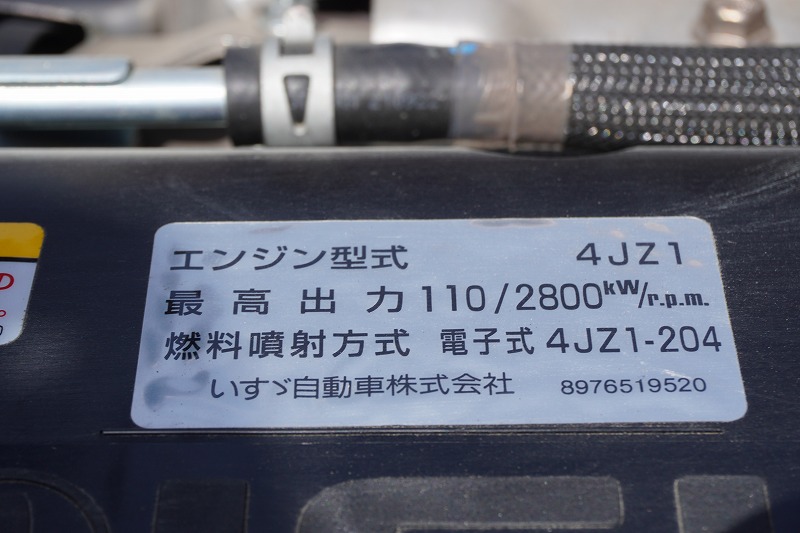 エンジン型式 4JZ1
最高出力 110/2800kW/r.p.m.
燃料噴射方式 電子式 4JZ1-204
いすゞ自動車株式会社 8976519520